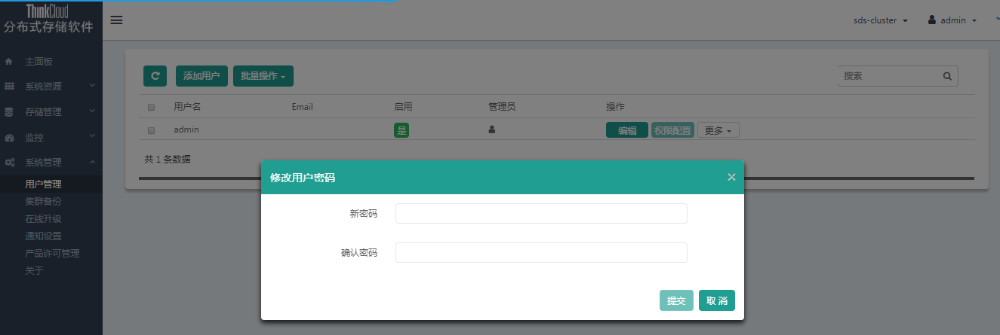 ThinkCloud
分布式存储软件
sds-cluster
admin
主面板
系统资源
存储管理
监控
系统管理
用户管理
集群备份
在线升级
通知设置
产品许可管理
关于
添加用户 批量操作
搜索
用户名 Email 启用 管理员 操作
admin 是 编辑 权限配置 更多
共 1 条数据
修改用户密码 ×
新密码
确认密码
提交 取 消